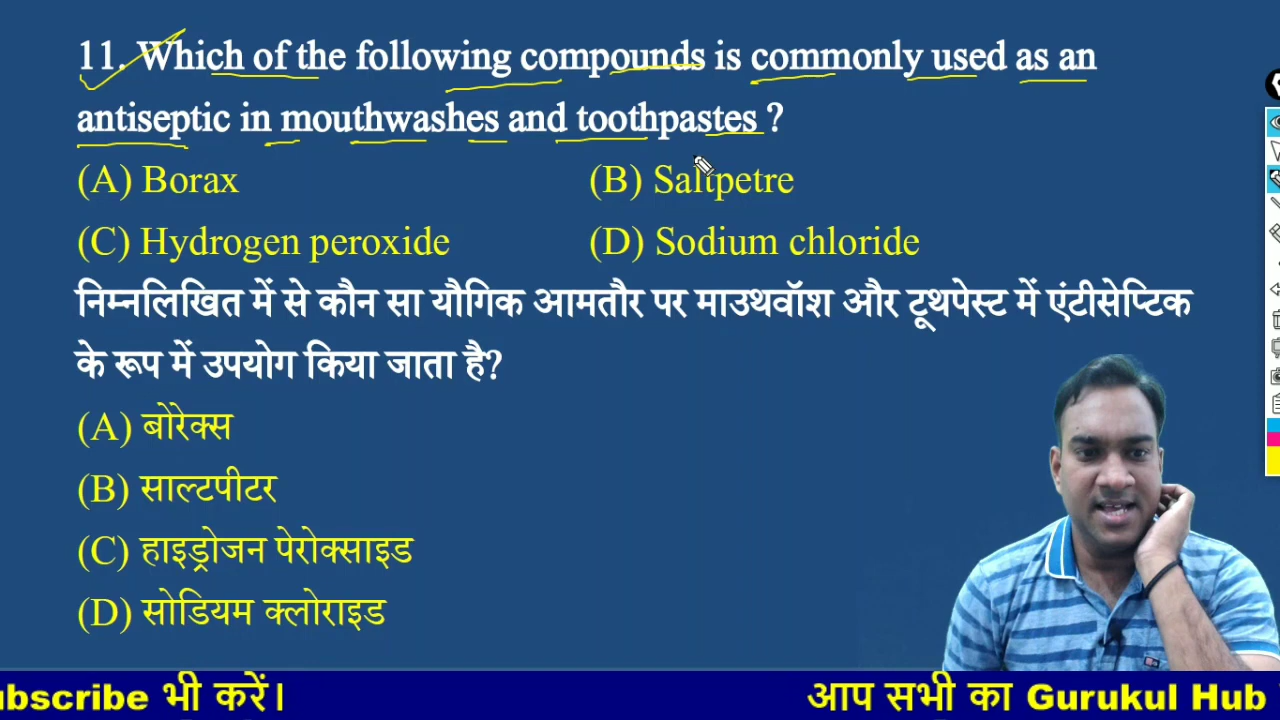 11. Which of the following compounds is commonly used as an
antiseptic in mouthwashes and toothpastes ?
(A) Borax (B) Saltpetre
(C) Hydrogen peroxide (D) Sodium chloride
निम्नलिखित में से कौन सा यौगिक आमतौर पर माउथवॉश और टूथपेस्ट में एंटीसेप्टिक
के रूप में उपयोग किया जाता है?
(A) बोरेक्स
(B) साल्टपीटर
(C) हाइड्रोजन पेरोक्साइड
(D) सोडियम क्लोराइड
ubscribe भी करें। आप सभी का Gurukul Hub